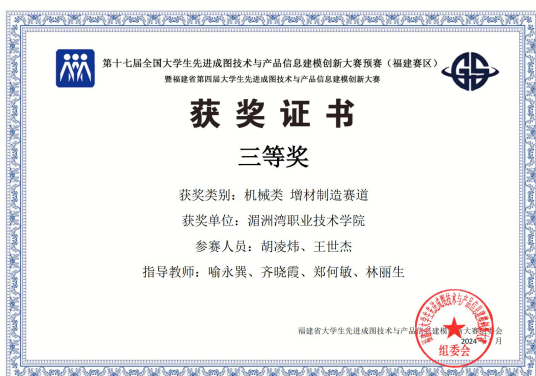 第十七届全国大学生先进成图技术与产品信息建模创新大赛预赛（福建赛区）
暨福建省第四届大学生先进成图技术与产品信息建模创新大赛
获奖证书
三等奖
获奖类别：机械类 增材制造赛道
获奖单位：湄洲湾职业技术学院
参赛人员：胡凌炜、王世杰
指导教师：喻永巽、齐晓霞、郑何敏、林丽生
福建省大学生先进成图技术与产品信息建模创新大赛组委会
2024 月
组委会